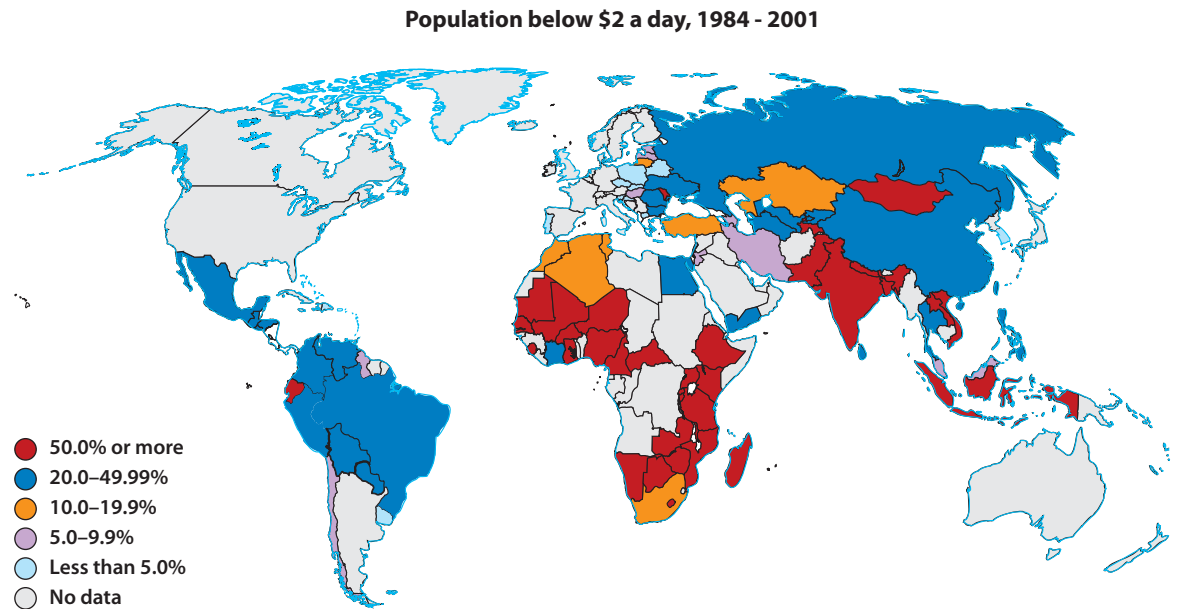 Population below $2 a day, 1984 - 2001
50.0% or more
20.0–49.99%
10.0–19.9%
5.0–9.9%
Less than 5.0%
No data